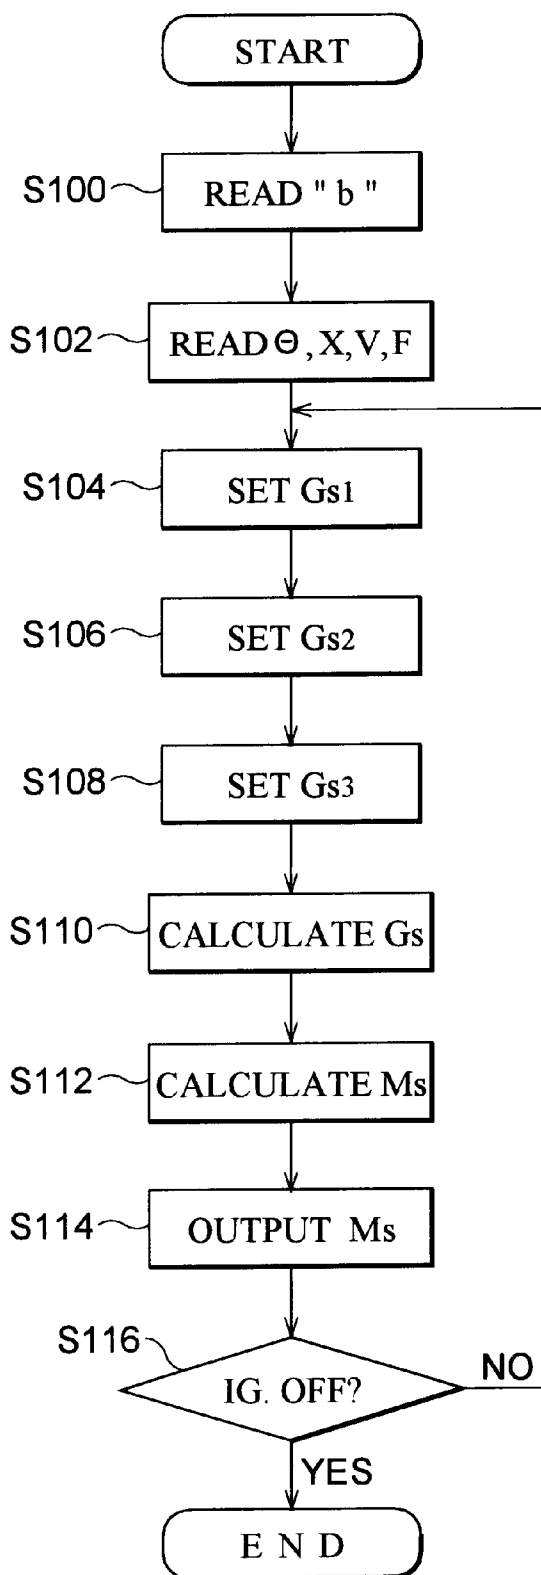 START
S100
READ " b "
S102
READ Θ, X, V, F
S104
SET Gs1
S106
SET Gs2
S108
SET Gs3
S110
CALCULATE Gs
S112
CALCULATE Ms
S114
OUTPUT Ms
S116
IG. OFF?
NO
YES
E N D